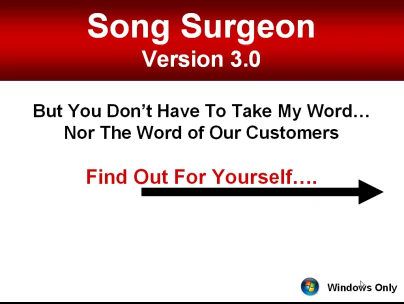 Song Surgeon
Version 3.0
But You Don't Have To Take My Word…
Nor The Word of Our Customers
Find Out For Yourself….
Windows Only